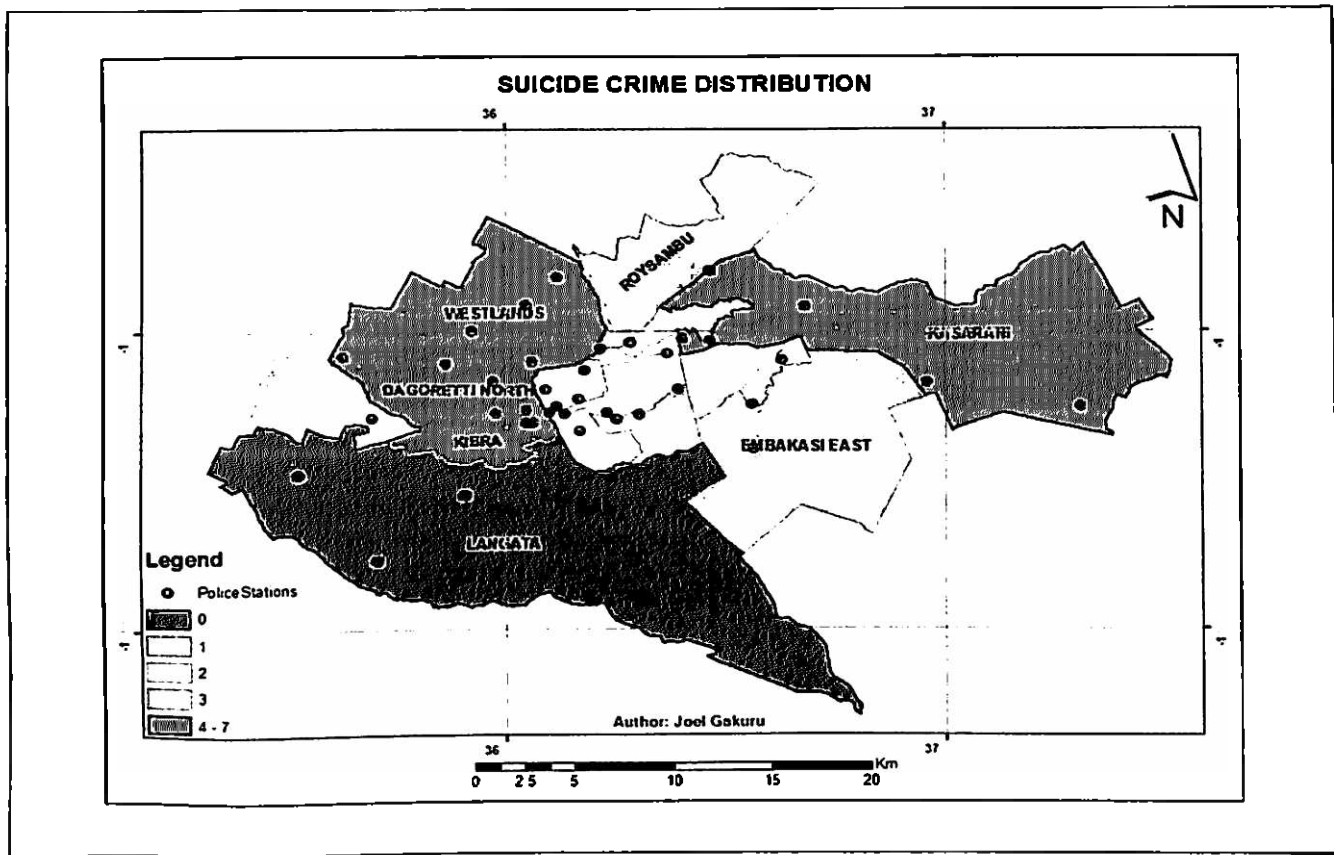 SUICIDE CRIME DISTRIBUTION
36
37
N
ROYSAMBU
WESTLANDS
-1
-1
KASARANI
DAGORETTI NORTH
KIBRA
EMBAKASI EAST
LANGATA
Legend
Police Stations
0
1
2
3
4 - 7
-1
-1
Author: Joel Gakuru
36
37
Km
0 2 5 5 10 15 20